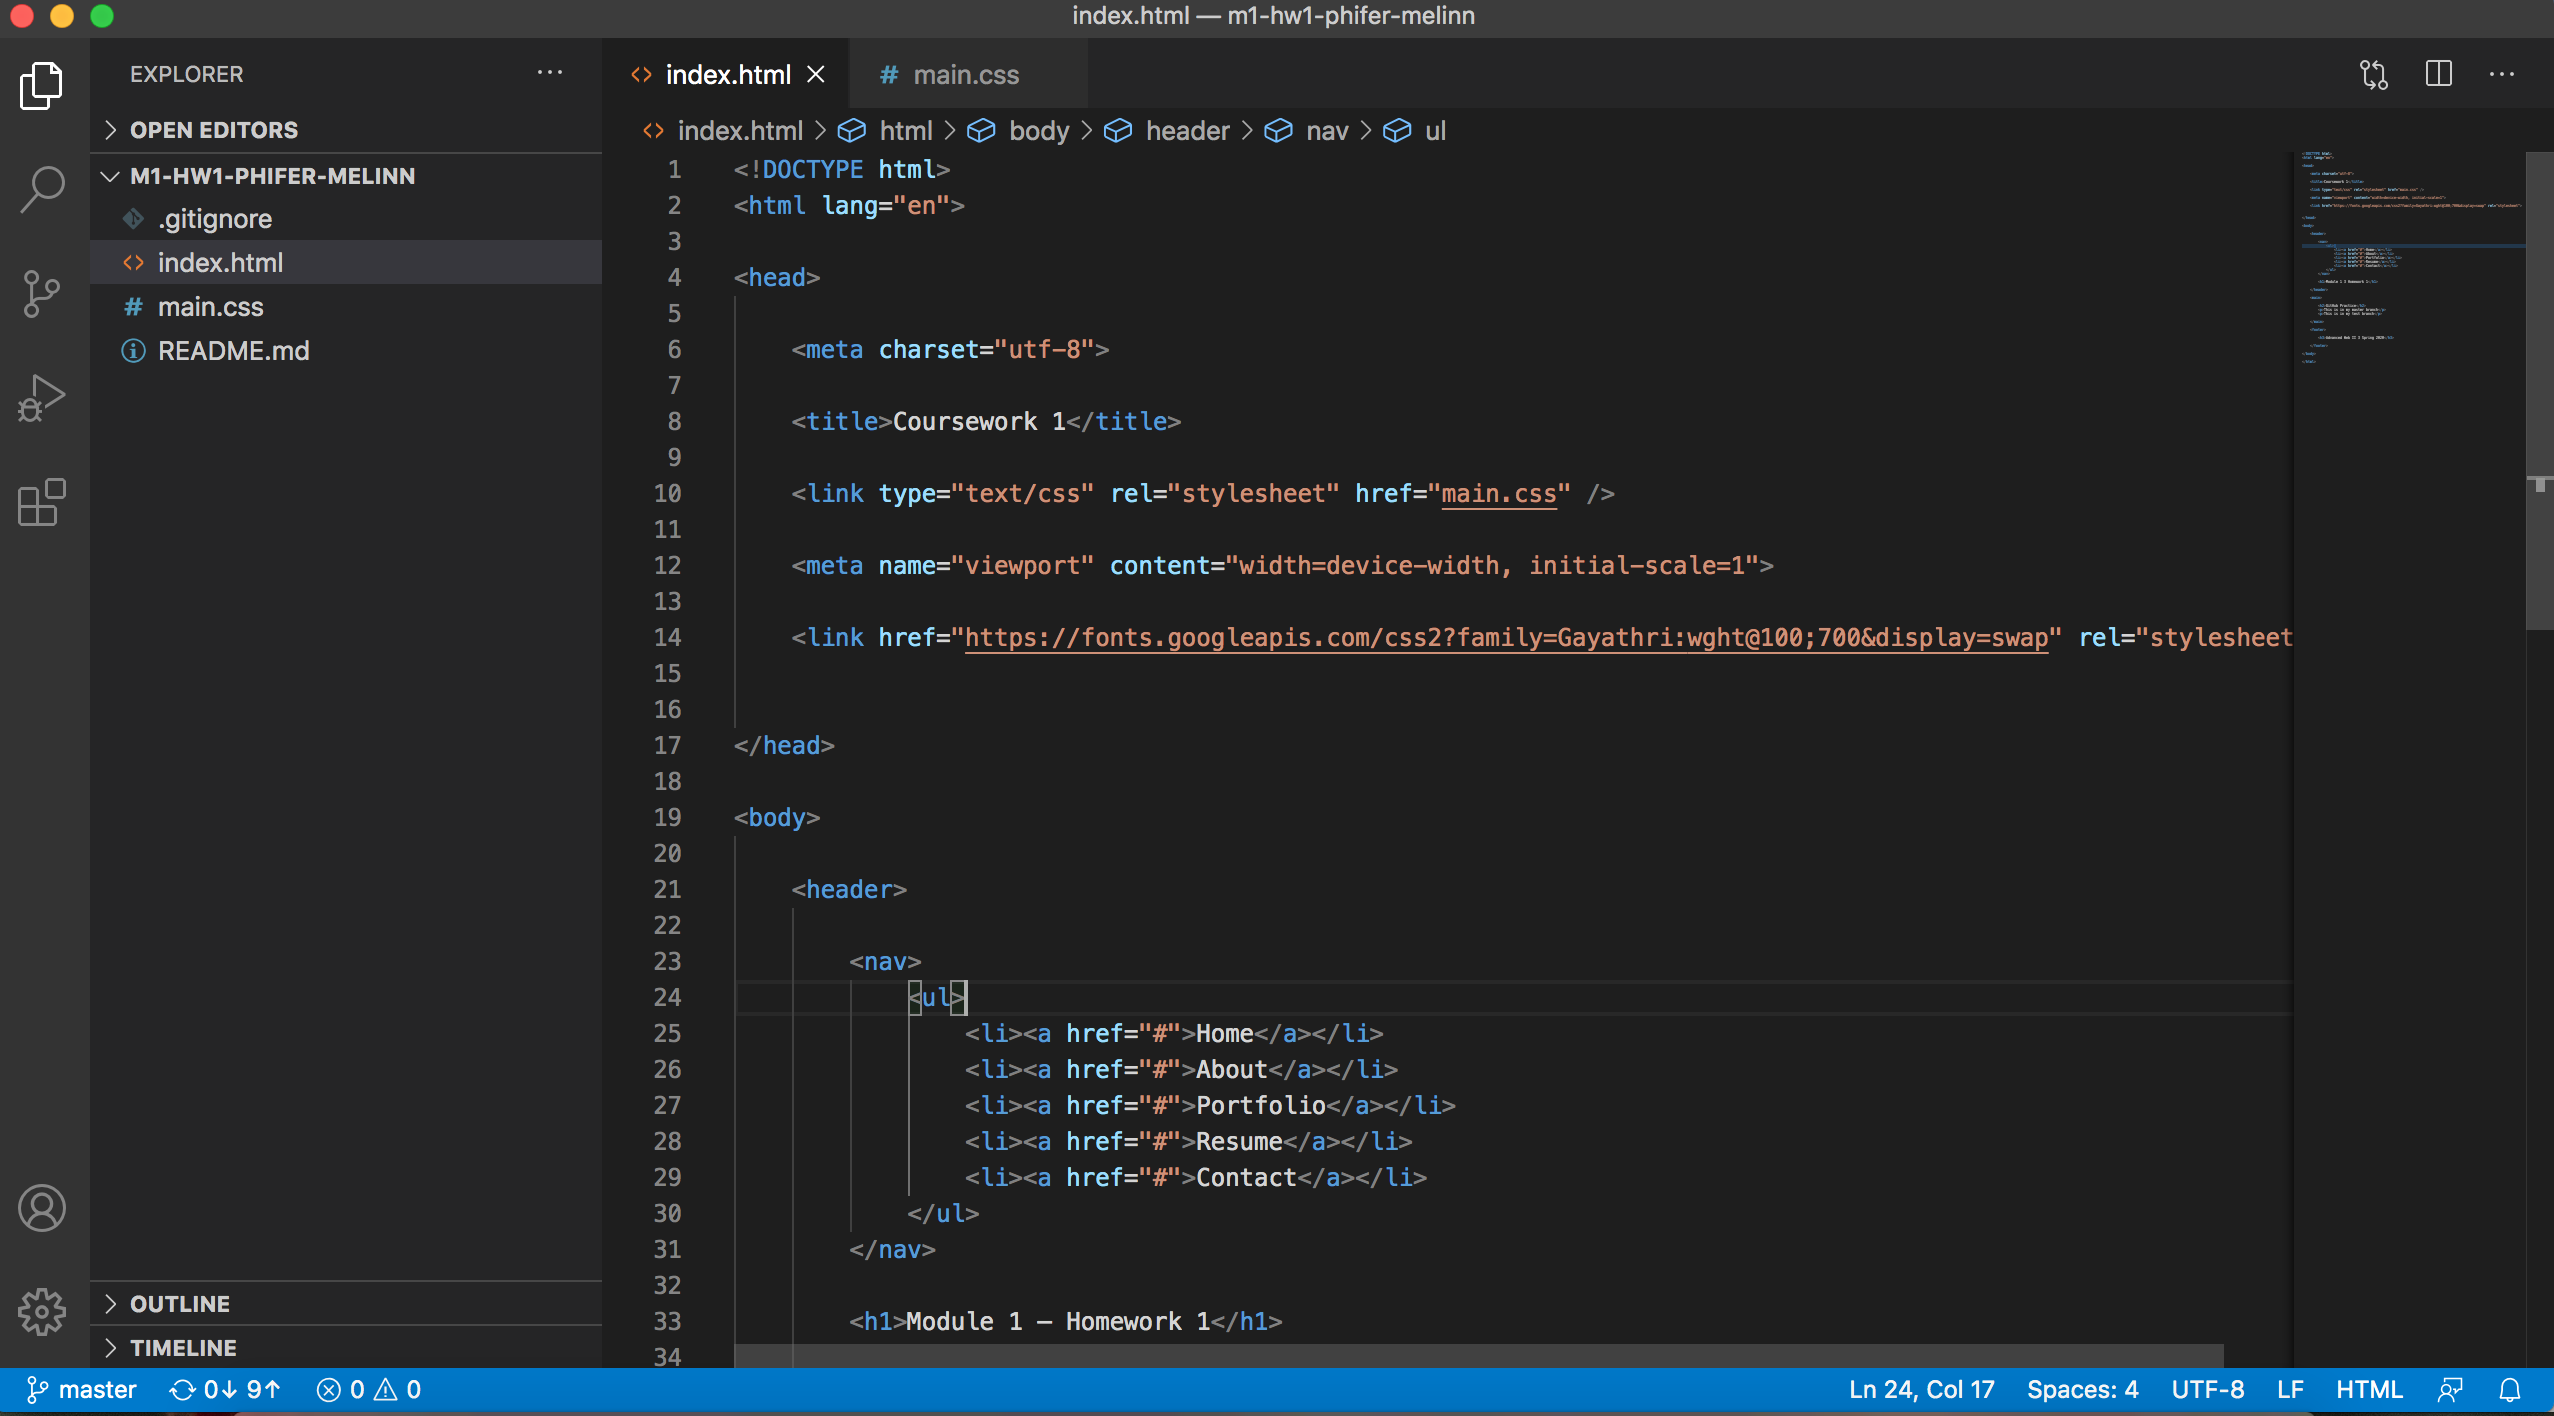 index.html — m1-hw1-phifer-melinn
EXPLORER
OPEN EDITORS
M1-HW1-PHIFER-MELINN
.gitignore
index.html
main.css
README.md
OUTLINE
TIMELINE
index.html
# main.css
index.html > html > body > header > nav > ul
1 <!DOCTYPE html>
2 <html lang="en">
3
4 <head>
5
6 <meta charset="utf-8">
7
8 <title>Coursework 1</title>
9
10 <link type="text/css" rel="stylesheet" href="main.css" />
11
12 <meta name="viewport" content="width=device-width, initial-scale=1">
13
14 <link href="https://fonts.googleapis.com/css2?family=Gayathri:wght@100;700&display=swap" rel="stylesheet
15
16
17 </head>
18
19 <body>
20
21 <header>
22
23 <nav>
24 <ul>
25 <li><a href="#">Home</a></li>
26 <li><a href="#">About</a></li>
27 <li><a href="#">Portfolio</a></li>
28 <li><a href="#">Resume</a></li>
29 <li><a href="#">Contact</a></li>
30 </ul>
31 </nav>
32
33 <h1>Module 1 – Homework 1</h1>
34
master 0↓ 9↑ 0 0 Ln 24, Col 17 Spaces: 4 UTF-8 LF HTML